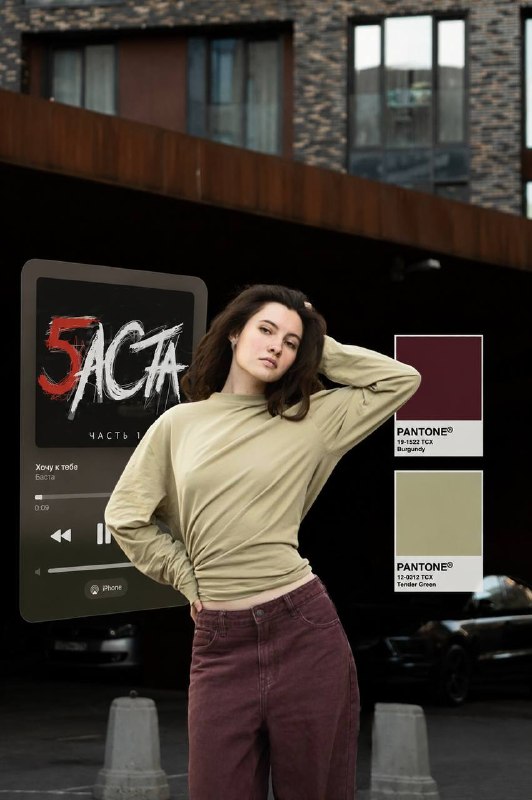 5АСТА
ЧАСТЬ 1
Хочу к тебе
Баста
0:09
iPhone
PANTONE®
19-1522 TCX
Burgundy
PANTONE®
12-0012 TCX
Tender Green